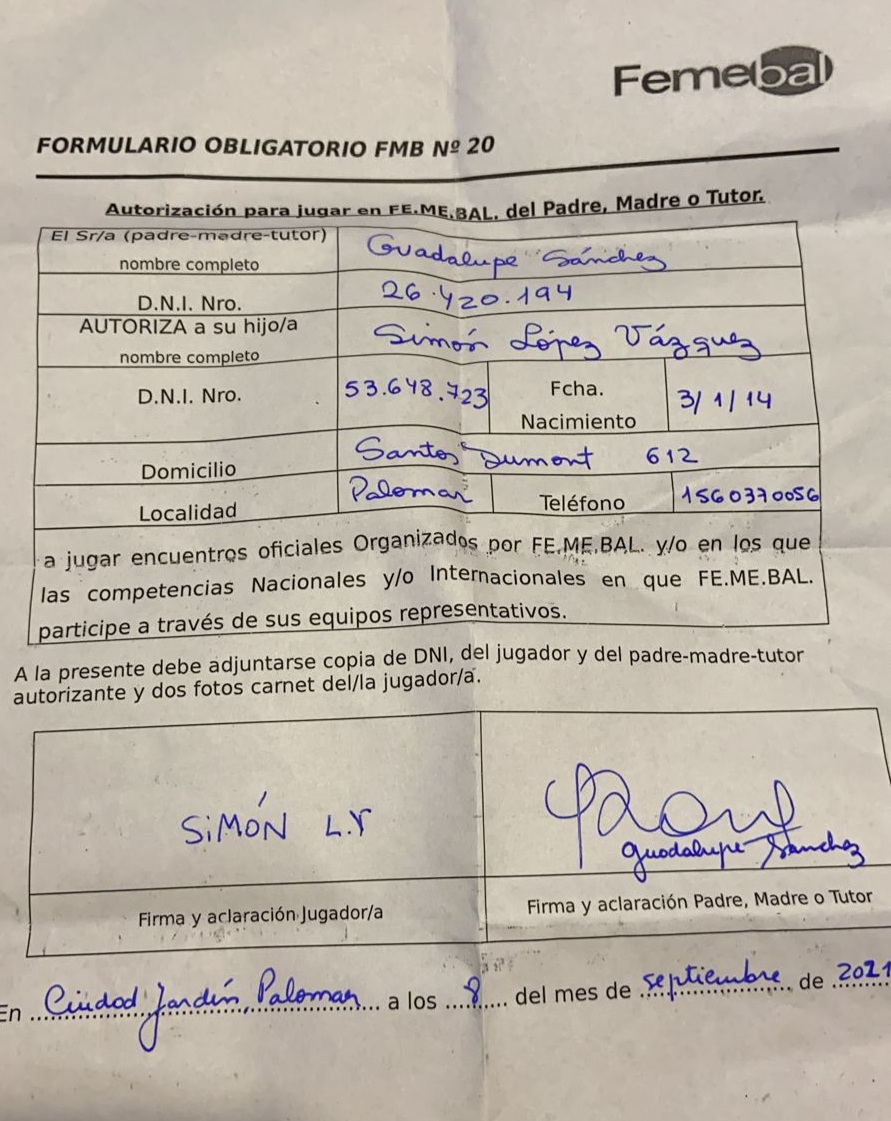 Femebal
FORMULARIO OBLIGATORIO FMB Nº 20
Autorización para jugar en FE.ME.BAL. del Padre, Madre o Tutor.
El Sr/a (padre-madre-tutor) nombre completo Guadalupe Sánchez
D.N.I. Nro. 26.420.194
AUTORIZA a su hijo/a nombre completo Simón López Vázquez
D.N.I. Nro. 53.648.723 Fcha. Nacimiento 3/1/14
Domicilio Santos Dumont 612
Localidad Palomar Teléfono 1560370056
a jugar encuentros oficiales Organizados por FE.ME.BAL. y/o en los que
las competencias Nacionales y/o Internacionales en que FE.ME.BAL.
participe a través de sus equipos representativos.
A la presente debe adjuntarse copia de DNI, del jugador y del padre-madre-tutor
autorizante y dos fotos carnet del/la jugador/a.
SiMÓN L.V
Guadalupe Sánchez
Firma y aclaración Jugador/a
Firma y aclaración Padre, Madre o Tutor
En Ciudad Jardín, Palomar a los 8 del mes de septiembre de 2021